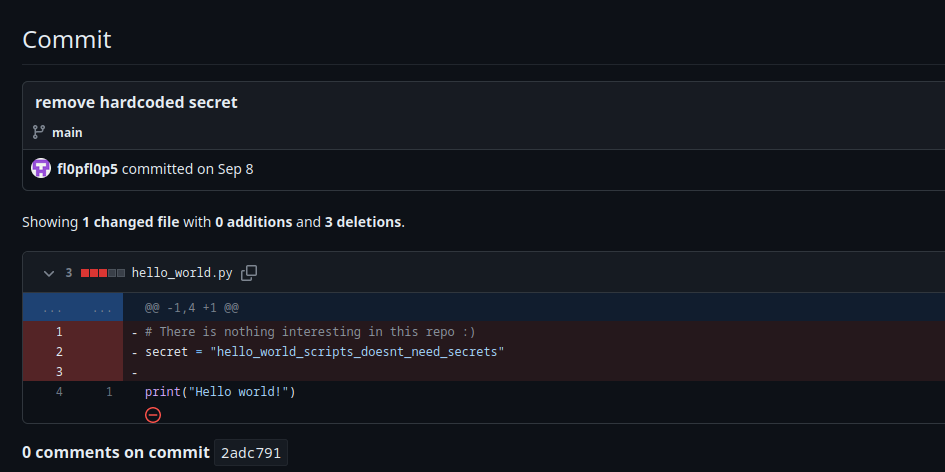 Commit
remove hardcoded secret
main
fl0pfl0p5 committed on Sep 8
Showing 1 changed file with 0 additions and 3 deletions.
3 hello_world.py
... ... @@ -1,4 +1 @@
1 - # There is nothing interesting in this repo :)
2 - secret = "hello_world_scripts_doesnt_need_secrets"
3 -
4 1 print("Hello world!")
0 comments on commit 2adc791